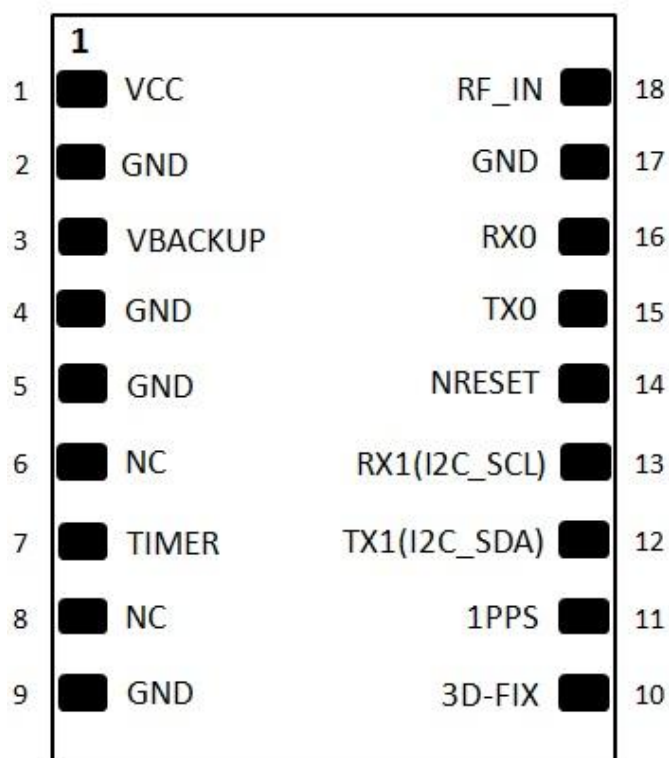 1
1 VCC RF_IN 18
2 GND GND 17
3 VBACKUP RX0 16
4 GND TX0 15
5 GND NRESET 14
6 NC RX1(I2C_SCL) 13
7 TIMER TX1(I2C_SDA) 12
8 NC 1PPS 11
9 GND 3D-FIX 10